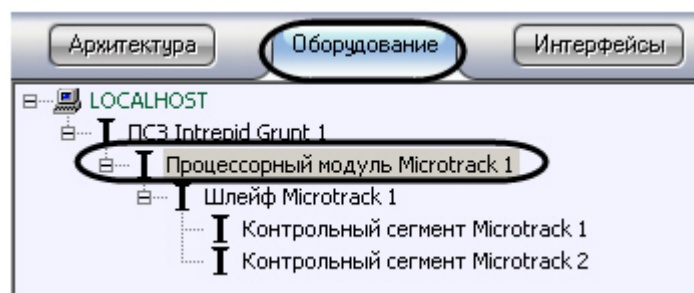 Архитектура Оборудование Интерфейсы
LOCALHOST
ПСЗ Intrepid Grunt 1
Процессорный модуль Microtrack 1
Шлейф Microtrack 1
Контрольный сегмент Microtrack 1
Контрольный сегмент Microtrack 2